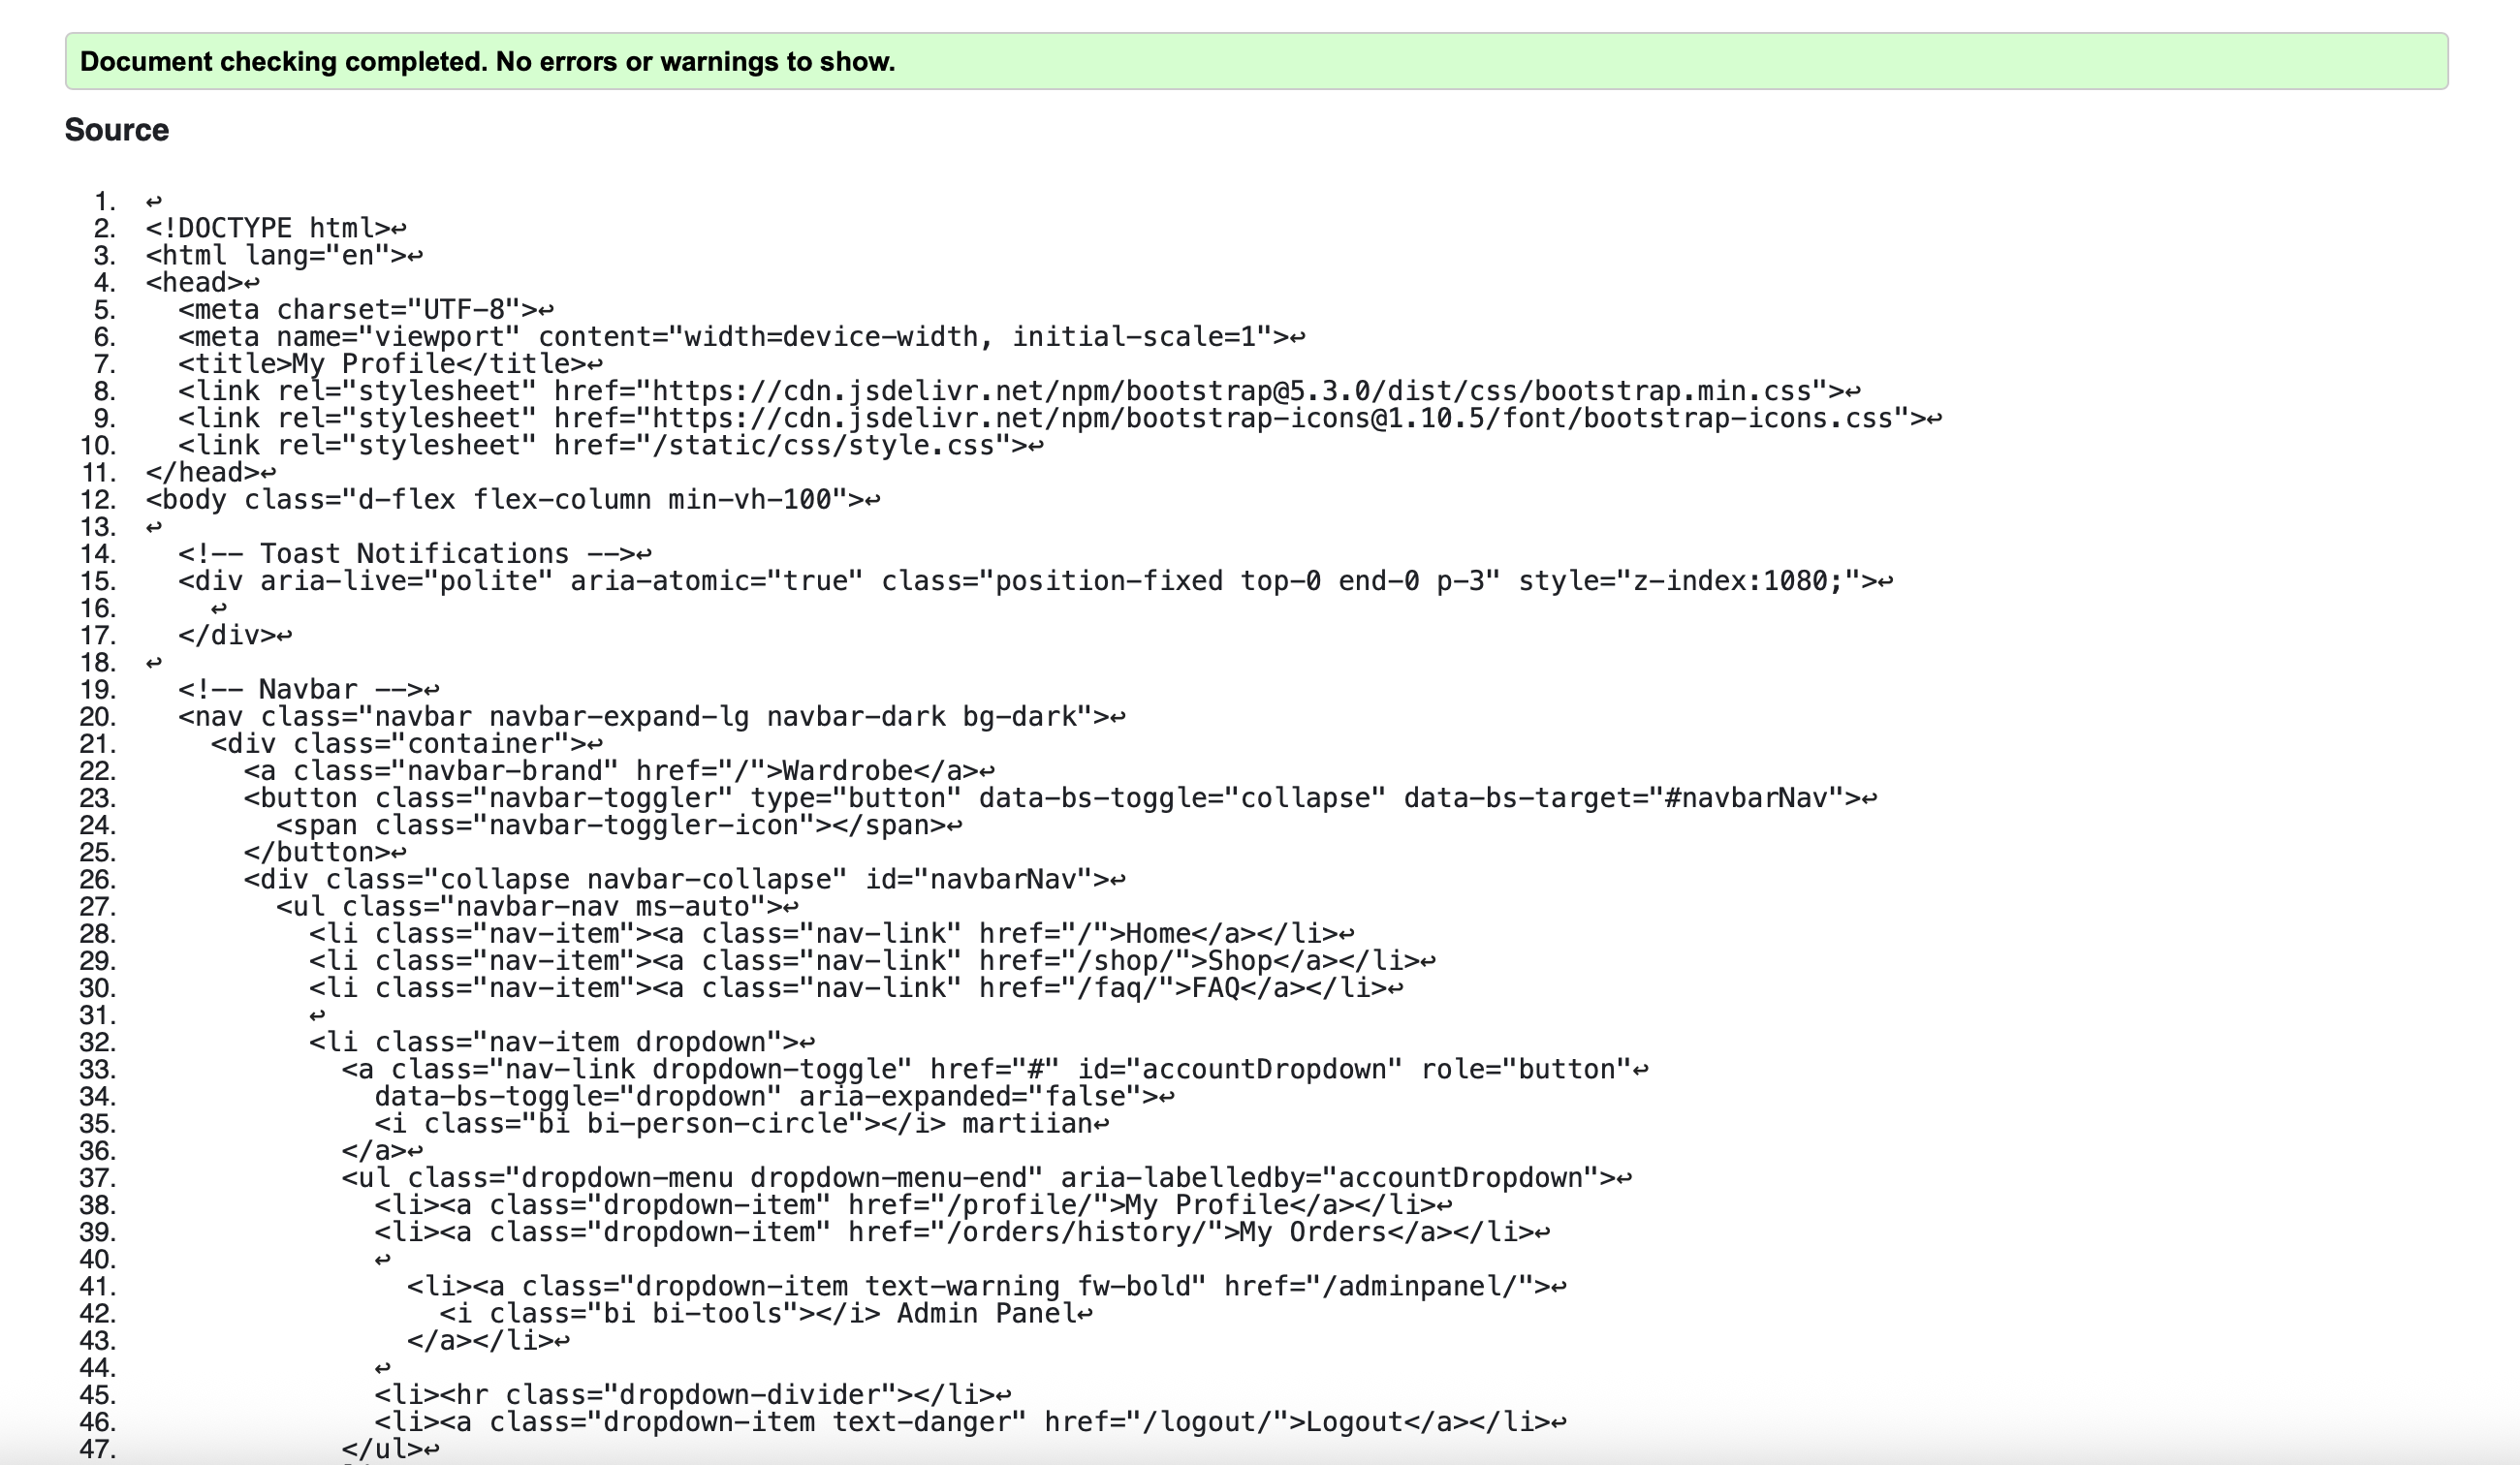 Document checking completed. No errors or warnings to show.
Source
1. ↩
2. <!DOCTYPE html>↩
3. <html lang="en">↩
4. <head>↩
5.   <meta charset="UTF-8">↩
6.   <meta name="viewport" content="width=device-width, initial-scale=1">↩
7.   <title>My Profile</title>↩
8.   <link rel="stylesheet" href="https://cdn.jsdelivr.net/npm/bootstrap@5.3.0/dist/css/bootstrap.min.css">↩
9.   <link rel="stylesheet" href="https://cdn.jsdelivr.net/npm/bootstrap-icons@1.10.5/font/bootstrap-icons.css">↩
10.   <link rel="stylesheet" href="/static/css/style.css">↩
11. </head>↩
12. <body class="d-flex flex-column min-vh-100">↩
13. ↩
14.   <!-- Toast Notifications -->↩
15.   <div aria-live="polite" aria-atomic="true" class="position-fixed top-0 end-0 p-3" style="z-index:1080;">↩
16.     ↩
17.   </div>↩
18. ↩
19.   <!-- Navbar -->↩
20.   <nav class="navbar navbar-expand-lg navbar-dark bg-dark">↩
21.     <div class="container">↩
22.       <a class="navbar-brand" href="/">Wardrobe</a>↩
23.       <button class="navbar-toggler" type="button" data-bs-toggle="collapse" data-bs-target="#navbarNav">↩
24.         <span class="navbar-toggler-icon"></span>↩
25.       </button>↩
26.       <div class="collapse navbar-collapse" id="navbarNav">↩
27.         <ul class="navbar-nav ms-auto">↩
28.           <li class="nav-item"><a class="nav-link" href="/">Home</a></li>↩
29.           <li class="nav-item"><a class="nav-link" href="/shop/">Shop</a></li>↩
30.           <li class="nav-item"><a class="nav-link" href="/faq/">FAQ</a></li>↩
31.           ↩
32.           <li class="nav-item dropdown">↩
33.             <a class="nav-link dropdown-toggle" href="#" id="accountDropdown" role="button"↩
34.               data-bs-toggle="dropdown" aria-expanded="false">↩
35.               <i class="bi bi-person-circle"></i> martiian↩
36.             </a>↩
37.             <ul class="dropdown-menu dropdown-menu-end" aria-labelledby="accountDropdown">↩
38.               <li><a class="dropdown-item" href="/profile/">My Profile</a></li>↩
39.               <li><a class="dropdown-item" href="/orders/history/">My Orders</a></li>↩
40.               ↩
41.                 <li><a class="dropdown-item text-warning fw-bold" href="/adminpanel/">↩
42.                   <i class="bi bi-tools"></i> Admin Panel↩
43.                 </a></li>↩
44.               ↩
45.               <li><hr class="dropdown-divider"></li>↩
46.               <li><a class="dropdown-item text-danger" href="/logout/">Logout</a></li>↩
47.             </ul>↩